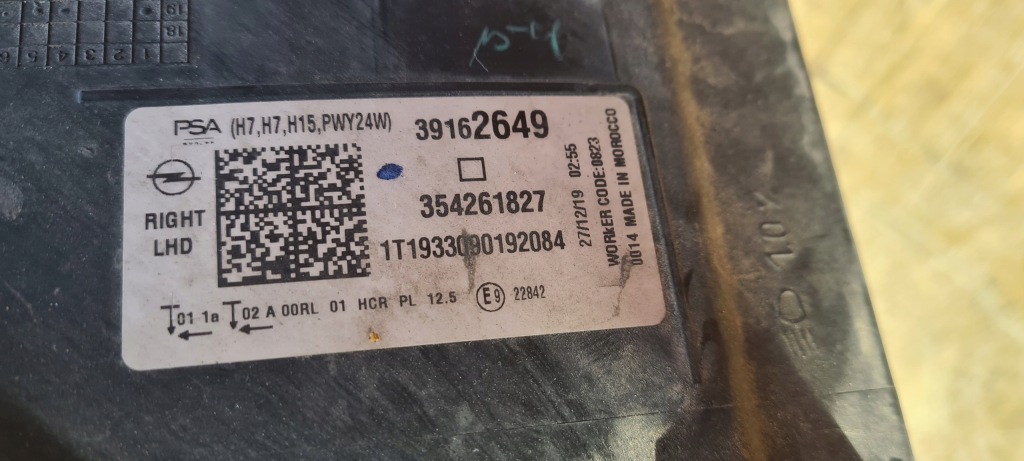 PSA (H7,H7,H15,PWY24W) 39162649
RIGHT
LHD
354261827
1T1933090192084
27/12/19 02:55
WORKER CODE:0823
0014 MADE IN MOROCCO
01 1a 02 A 00RL 01 HCR PL 12.5 E9 22842
19
18
1 2 3 4 5 6